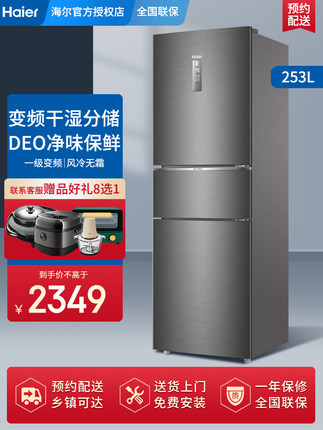 Haier 海尔官方授权店 全国联保
预约
配送
Haier
253L
变频干湿分储
DEO净味保鲜
一级变频 风冷无霜
联系客服赠品好礼8选1
到手价不高于
¥2349
预约配送
乡镇可达
送货上门
免费安装
质
一年保修
全国联保